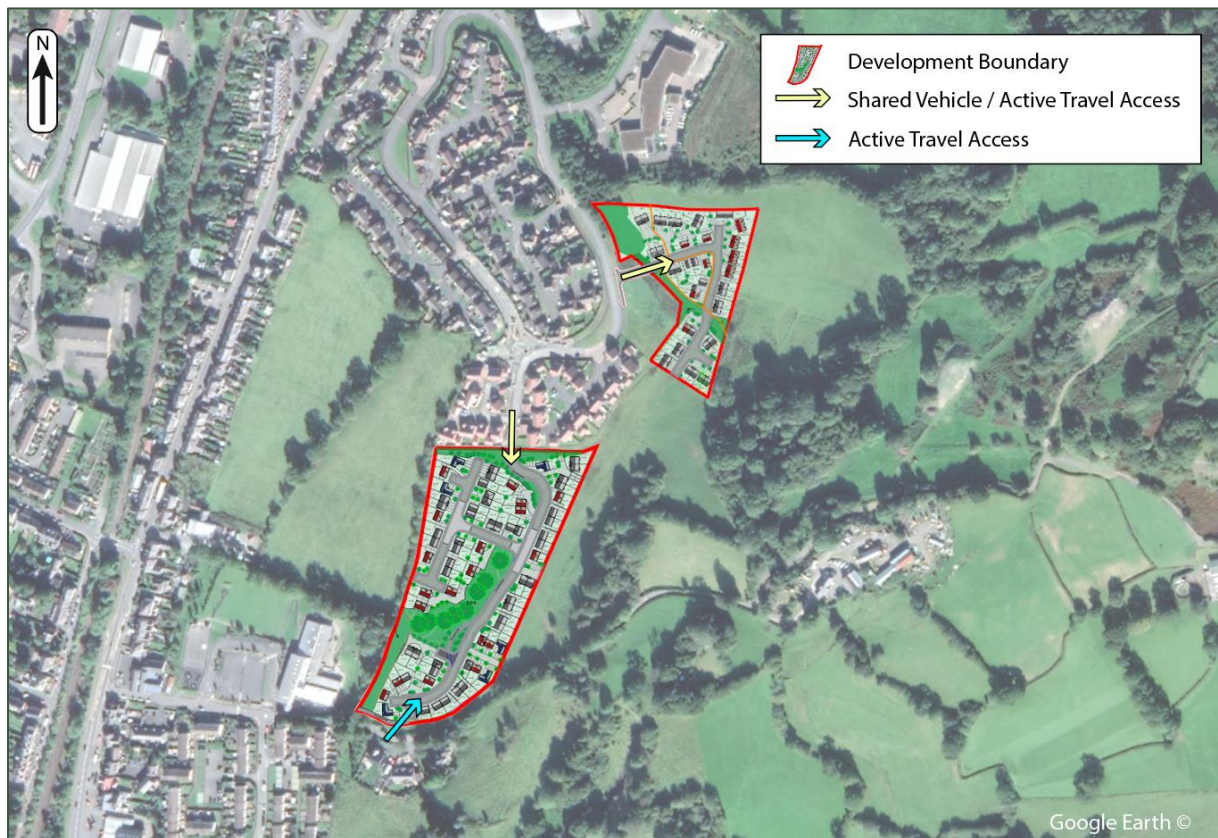 N
Development Boundary
Shared Vehicle / Active Travel Access
Active Travel Access
Google Earth ©